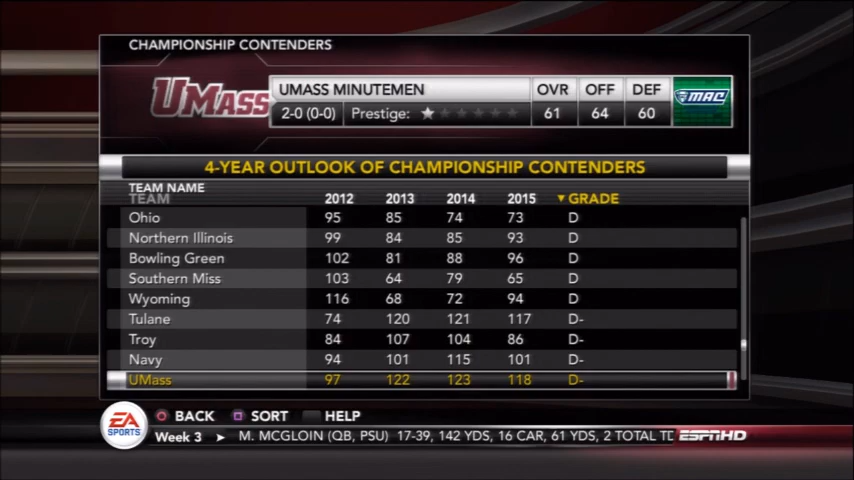 CHAMPIONSHIP CONTENDERS
UMASS
UMASS MINUTEMEN OVR OFF DEF
2-0 (0-0) Prestige: 61 64 60
MAC
4-YEAR OUTLOOK OF CHAMPIONSHIP CONTENDERS
TEAM NAME
TEAM 2012 2013 2014 2015 GRADE
Ohio 95 85 74 73 D
Northern Illinois 99 84 85 93 D
Bowling Green 102 81 88 96 D
Southern Miss 103 64 79 65 D
Wyoming 116 68 72 94 D
Tulane 74 120 121 117 D-
Troy 84 107 104 86 D-
Navy 94 101 115 101 D-
UMass 97 122 123 118 D-
EA SPORTS
BACK SORT HELP
Week 3 M. MCGLOIN (QB, PSU) 17-39, 142 YDS, 16 CAR, 61 YDS, 2 TOTAL TD
ESPN HD